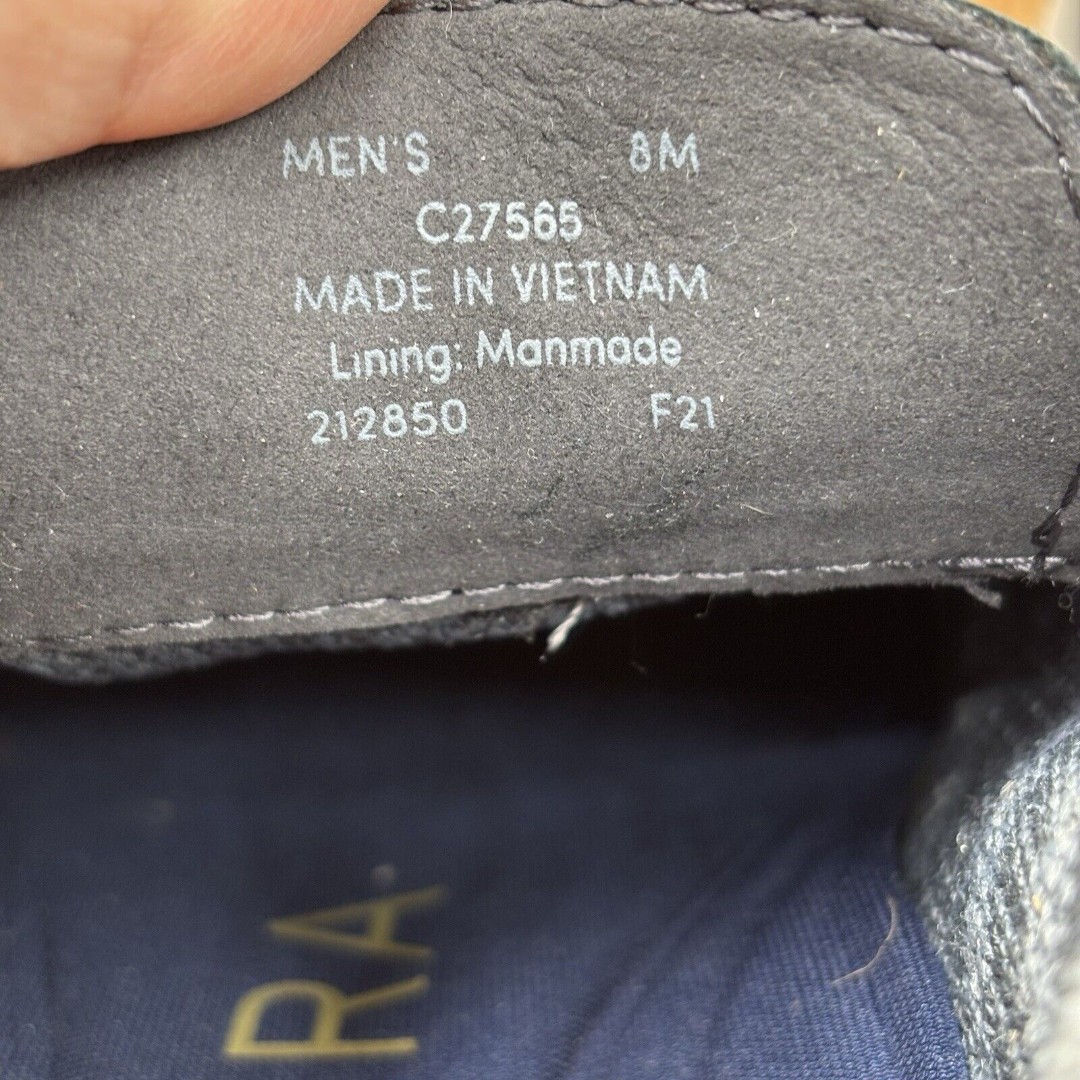 MEN'S 8M
C27565
MADE IN VIETNAM
Lining: Manmade
212850 F21
RA.